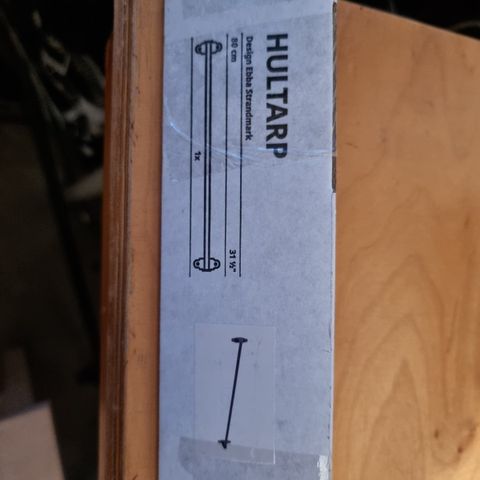 HULTARP
Design Ebba Strandmark
80 cm
31 ½"
1x